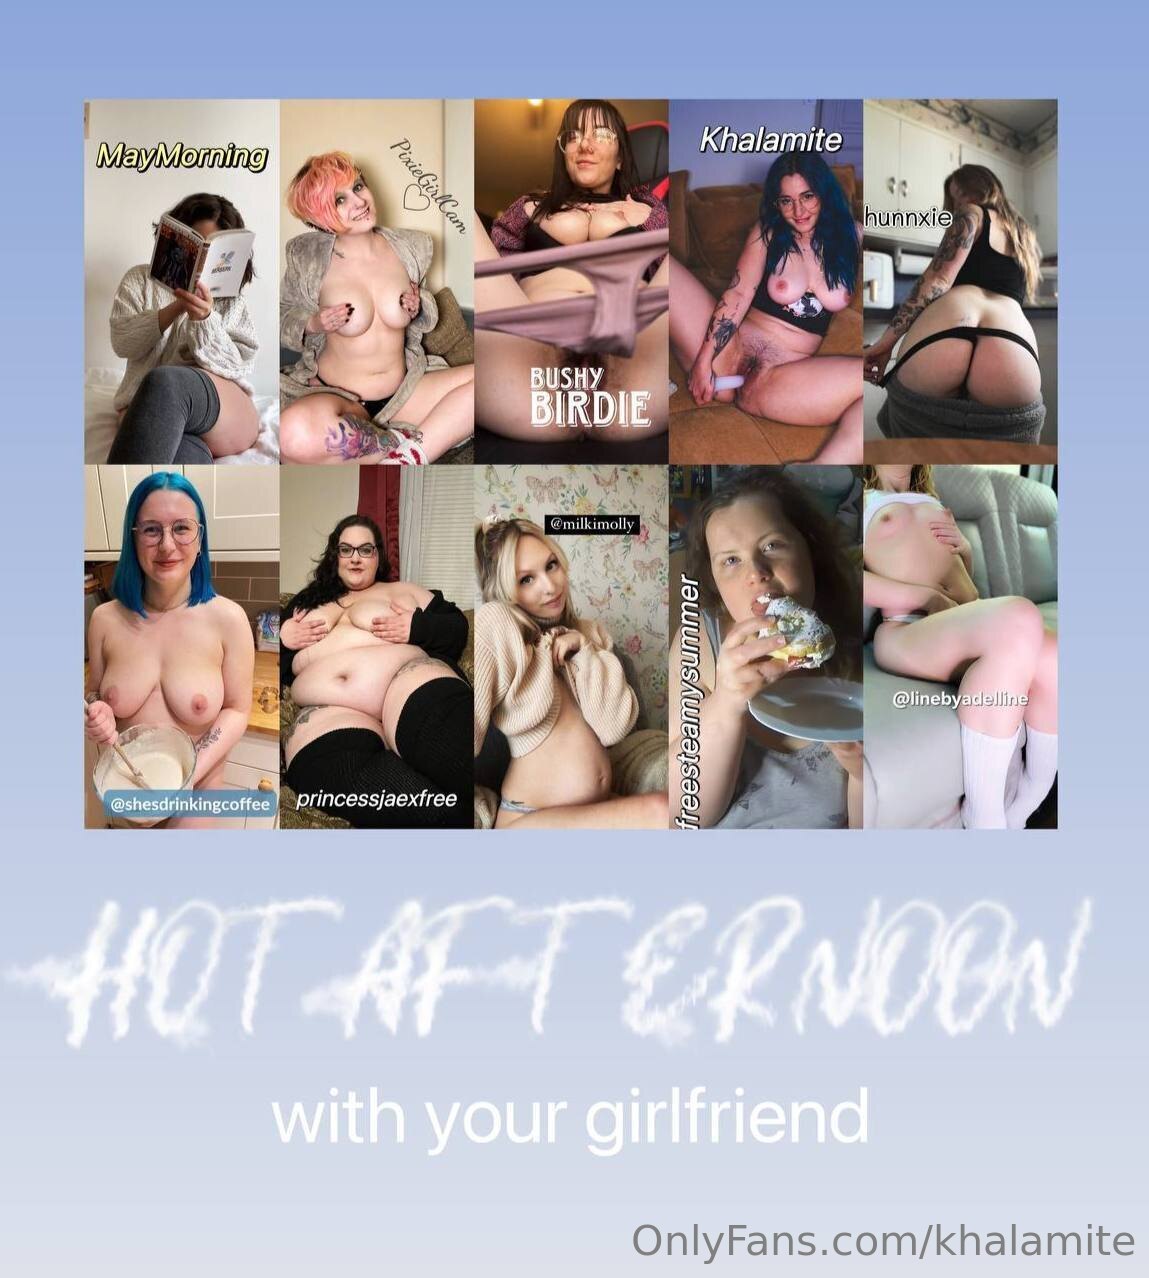 MayMorning
PixieGirlCam
BUSHY
BIRDIE
Khalamite
hunnxie
@shesdrinkingcoffee
princessjaexfree
@milkimolly
freesteamysummer
@linebyadelline
HOT AFTERNOON
with your girlfriend
OnlyFans.com/khalamite